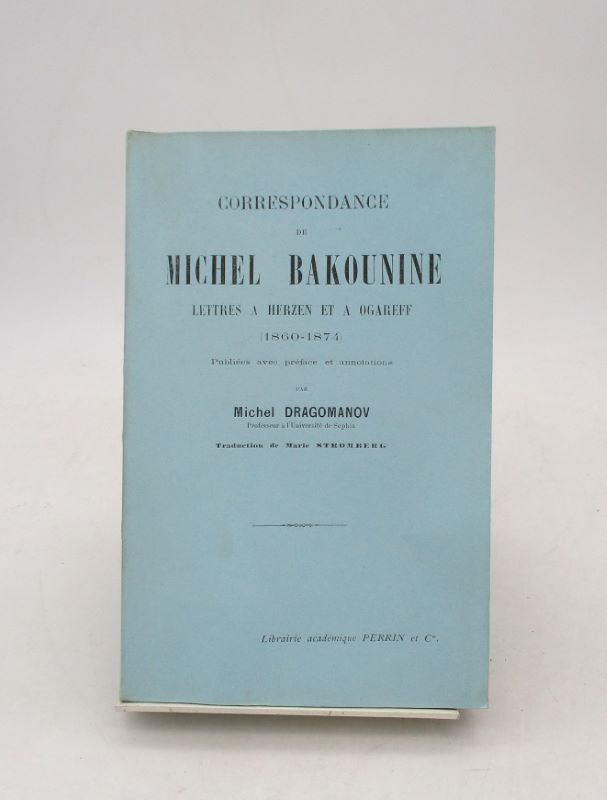 CORRESPONDANCE
DE
MICHEL BAKOUNINE
LETTRES A HERZEN ET A OGAREFF
(1860-1874)
Publiées avec préface et annotations
PAR
Michel DRAGOMANOV
Professeur à l'Université de Sophia
Traduction de Marie STROMBERG
Librairie académique PERRIN et Cie.